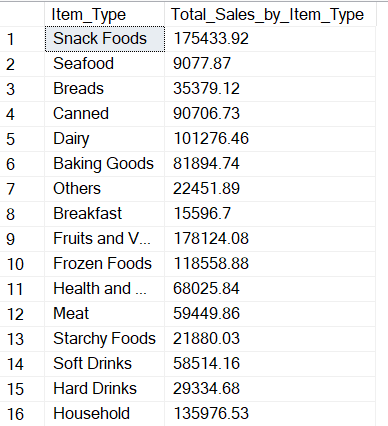 Item_Type Total_Sales_by_Item_Type
1 Snack Foods 175433.92
2 Seafood 9077.87
3 Breads 35379.12
4 Canned 90706.73
5 Dairy 101276.46
6 Baking Goods 81894.74
7 Others 22451.89
8 Breakfast 15596.7
9 Fruits and V... 178124.08
10 Frozen Foods 118558.88
11 Health and ... 68025.84
12 Meat 59449.86
13 Starchy Foods 21880.03
14 Soft Drinks 58514.16
15 Hard Drinks 29334.68
16 Household 135976.53